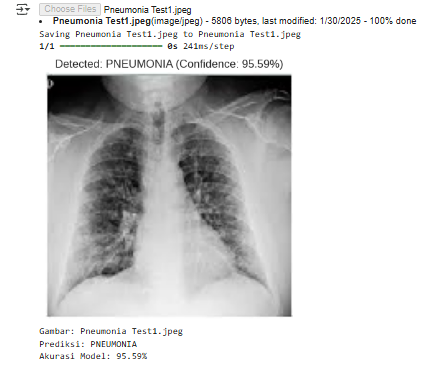 Choose Files Pneumonia Test1.jpeg
• Pneumonia Test1.jpeg(image/jpeg) - 5806 bytes, last modified: 1/30/2025 - 100% done
Saving Pneumonia Test1.jpeg to Pneumonia Test1.jpeg
1/1 ━━━━━━━━━━━━━━━━━━━━ 0s 241ms/step
Detected: PNEUMONIA (Confidence: 95.59%)
Gambar: Pneumonia Test1.jpeg
Prediksi: PNEUMONIA
Akurasi Model: 95.59%